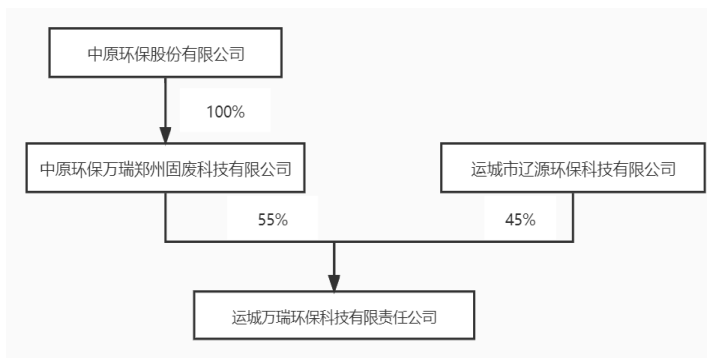 中原环保股份有限公司
100%
中原环保万瑞郑州固废科技有限公司
运城市辽源环保科技有限公司
55%
45%
运城万瑞环保科技有限责任公司